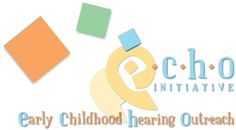 e·c·h·o
INITIATIVE
Early Childhood Hearing Outreach